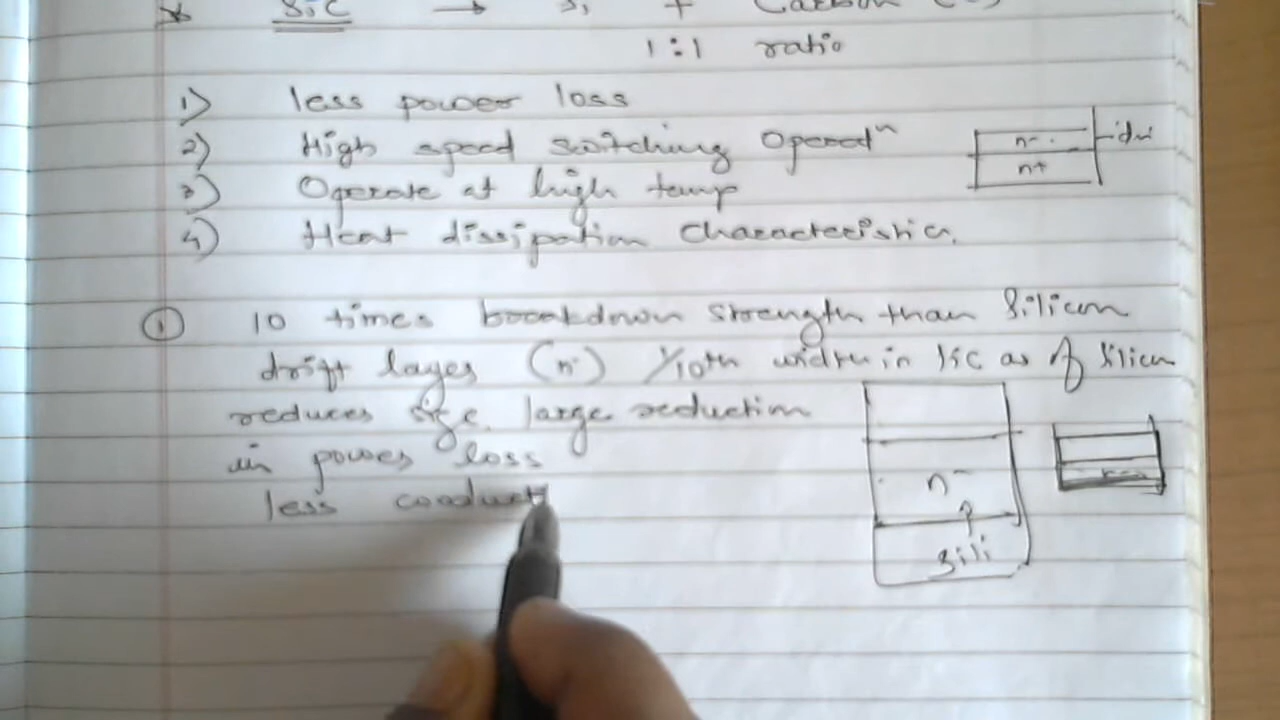 * SiC → Si + Carbon (C)
1:1 ratio
1) less power loss
2) High speed switching Operatⁿ
3) Operate at high temp
4) Heat dissipation characteristics.
n-
n+
① 10 times breakdown strength than Silicon
drift layer (n-) 1/10th width in SiC as of Silicon
reduces size. large reduction
in power loss
less conduct
n-
p
Sili